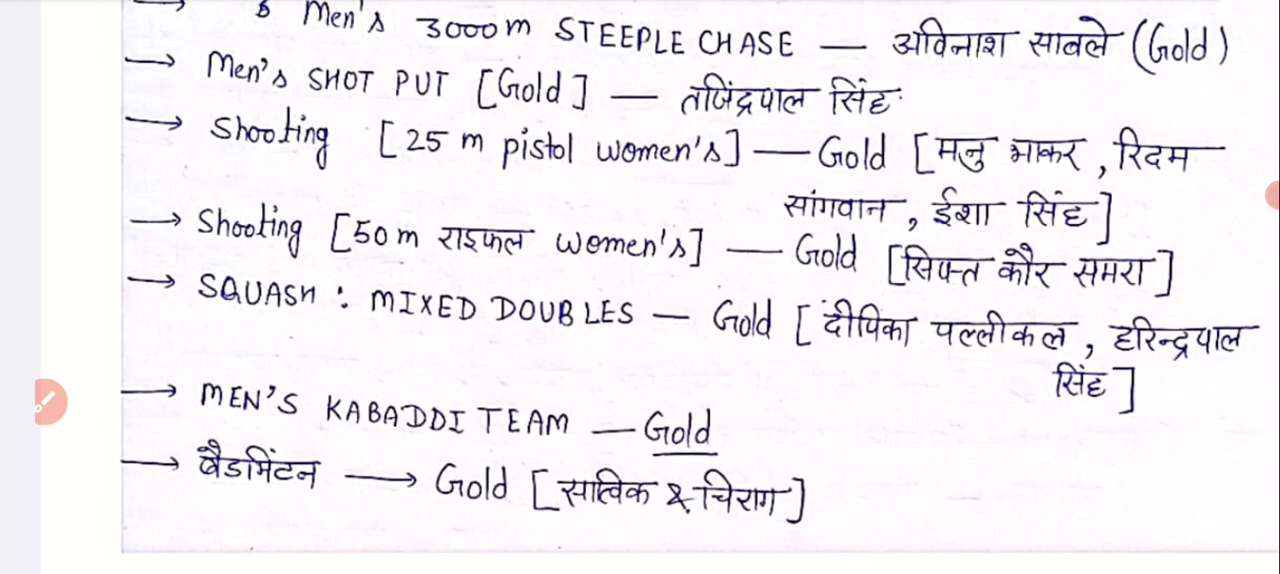 → Men's 3000m STEEPLE CHASE — अविनाश साबले (Gold)
→ Men's SHOT PUT [Gold] — तजिंद्रपाल सिंह
→ Shooting [25 m pistol women's] — Gold [मनु भाकर, रिदम
सांगवान, ईशा सिंह]
→ Shooting [50m राइफल women's] — Gold [सिफ्त कौर समरा]
→ SQUASH : MIXED DOUBLES — Gold [दीपिका पल्लीकल, हरिन्द्रपाल
सिंह]
→ MEN'S KABADDI TEAM — Gold
→ बैडमिंटन → Gold [सात्विक & चिराग]